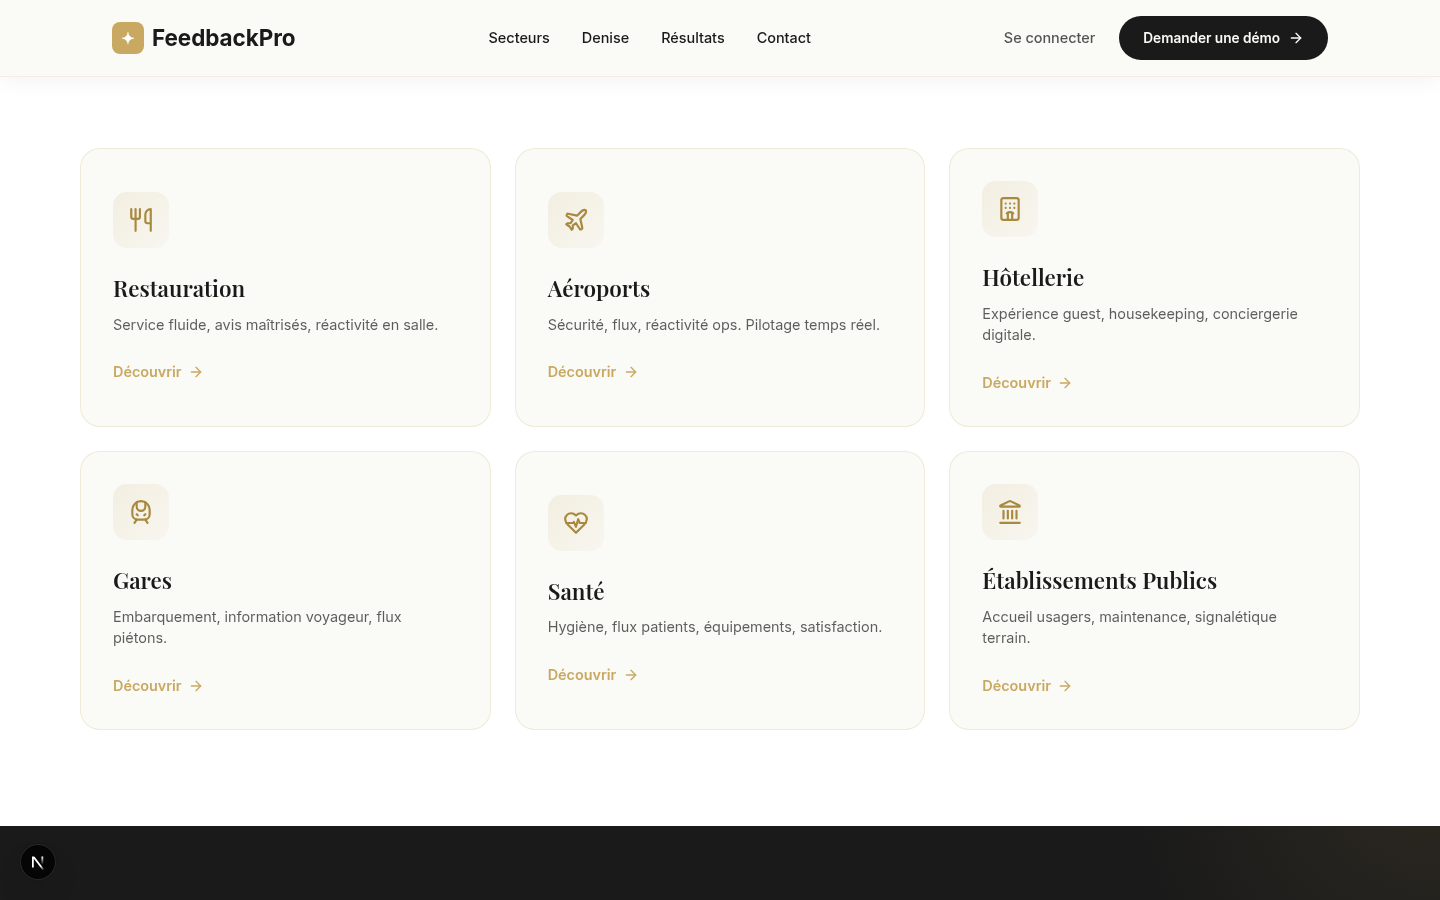 FeedbackPro
Secteurs
Denise
Résultats
Contact
Se connecter
Demander une démo
Restauration
Service fluide, avis maîtrisés, réactivité en salle.
Découvrir
Aéroports
Sécurité, flux, réactivité ops. Pilotage temps réel.
Découvrir
Hôtellerie
Expérience guest, housekeeping, conciergerie
digitale.
Découvrir
Gares
Embarquement, information voyageur, flux
piétons.
Découvrir
Santé
Hygiène, flux patients, équipements, satisfaction.
Découvrir
Établissements Publics
Accueil usagers, maintenance, signalétique
terrain.
Découvrir
N